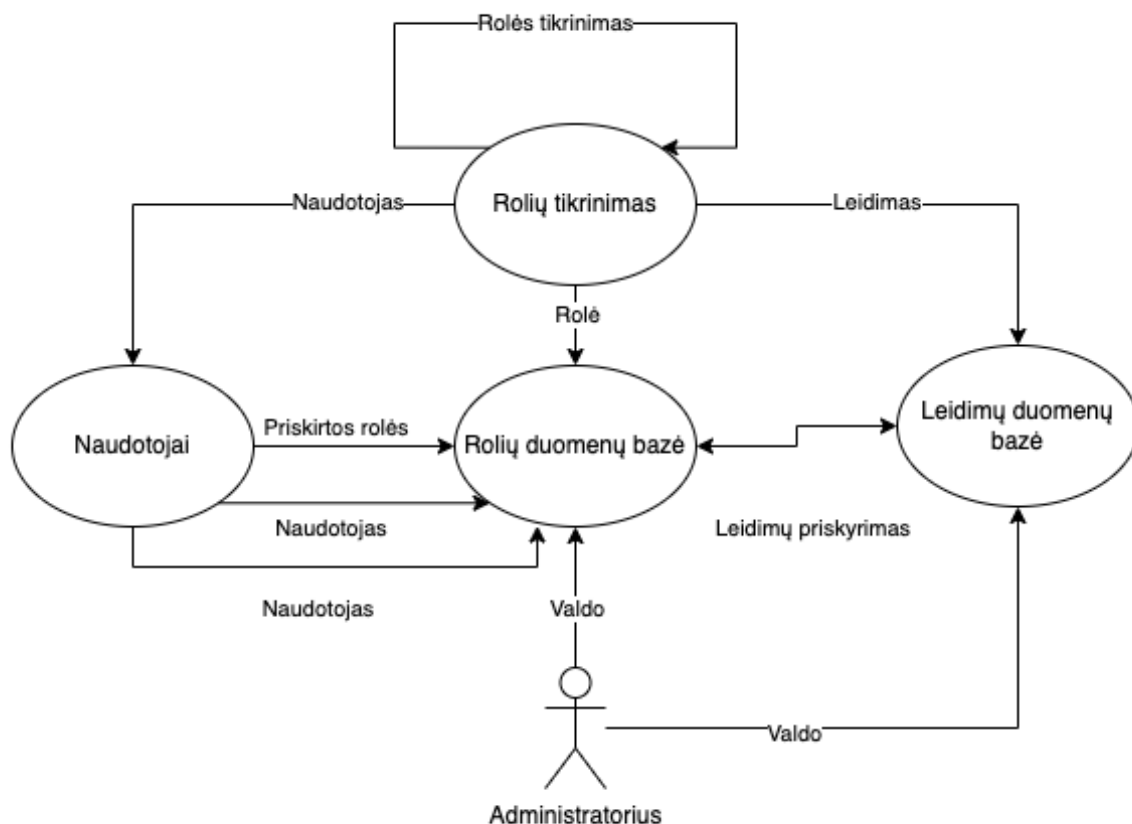 Rolės tikrinimas
Naudotojas
Rolių tikrinimas
Leidimas
Rolė
Naudotojai
Priskirtos rolės
Rolių duomenų bazė
Leidimų duomenų
bazė
Naudotojas
Leidimų priskyrimas
Naudotojas
Valdo
Valdo
Administratorius